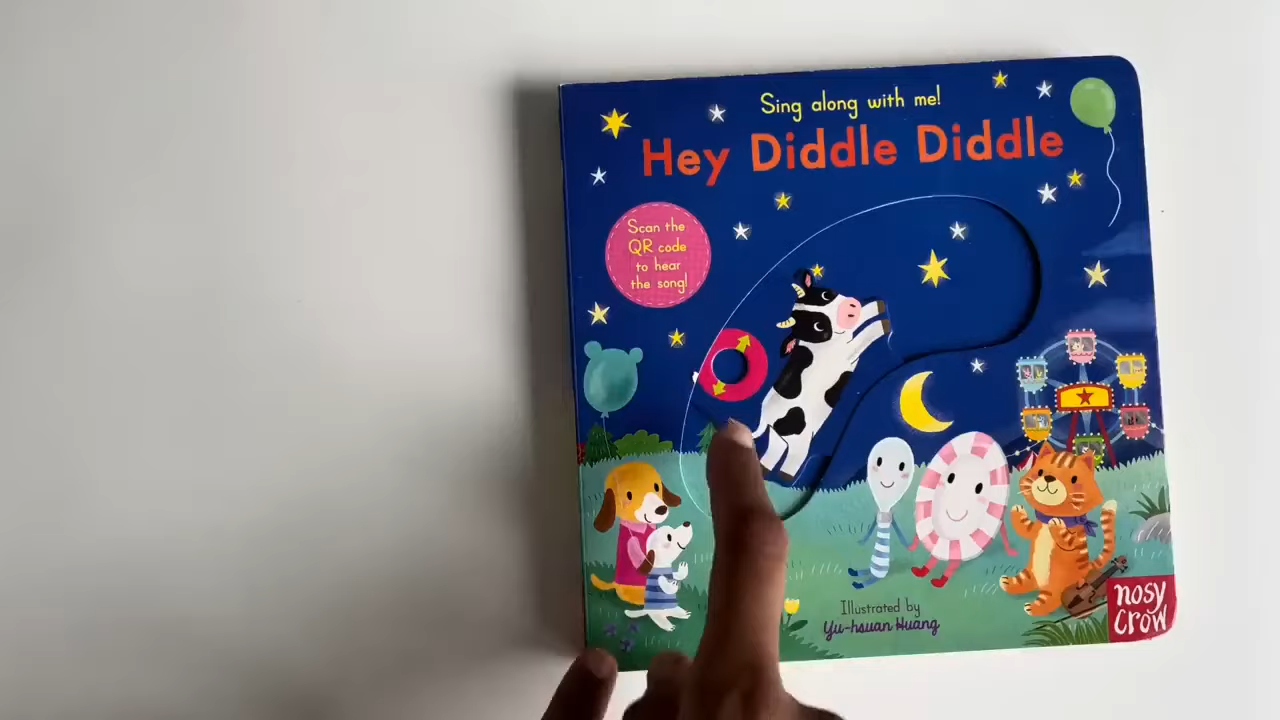 Sing along with me!
Hey Diddle Diddle
Scan the
QR code
to hear
the song!
Illustrated by
Yu-hsuan Huang
nosy
crow